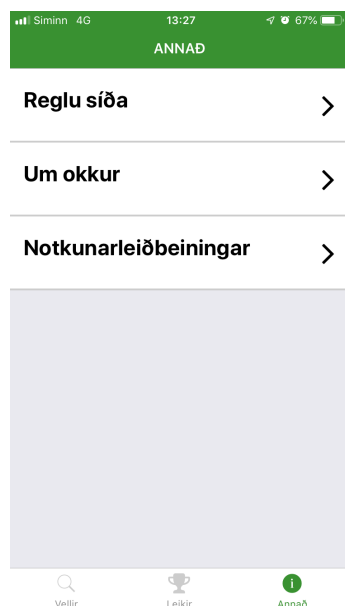 Siminn 4G 13:27 67%
ANNAÐ
Reglu síða
Um okkur
Notkunarleiðbeiningar
Vellir Leikir Annað